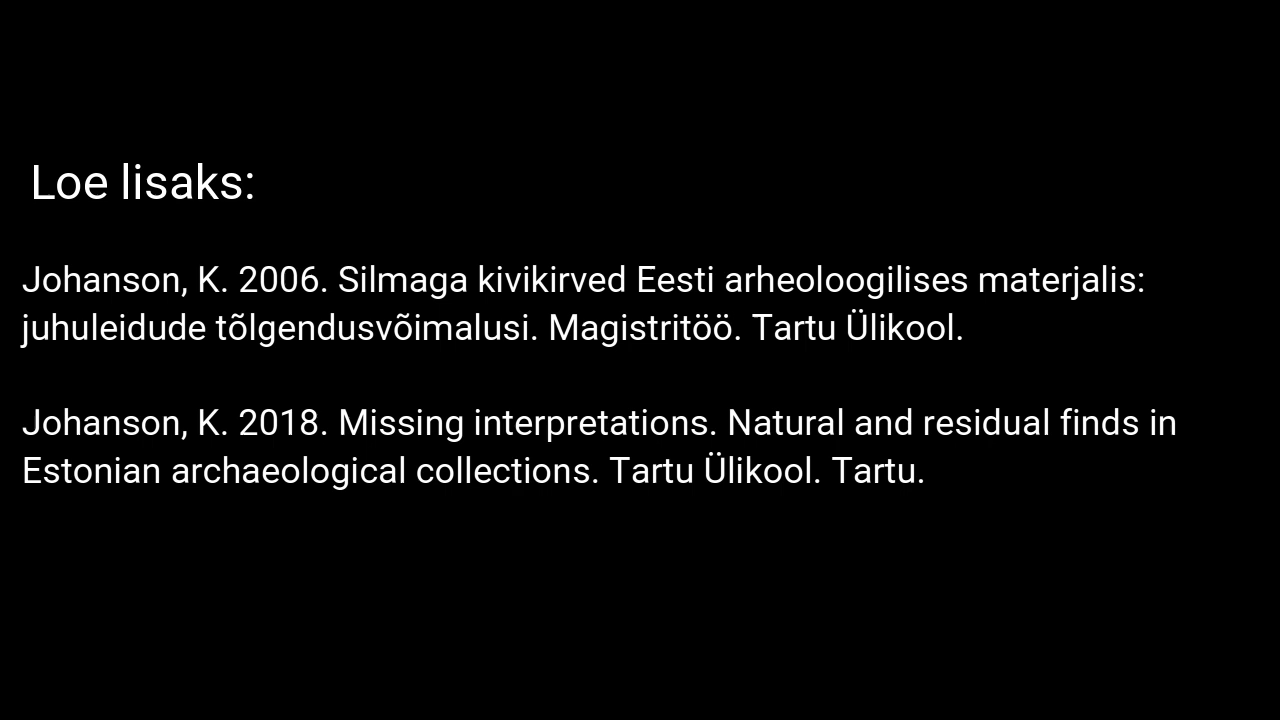 Loe lisaks:
Johanson, K. 2006. Silmaga kivikirved Eesti arheoloogilises materjalis:
juhuleidude tõlgendusvõimalusi. Magistritöö. Tartu Ülikool.
Johanson, K. 2018. Missing interpretations. Natural and residual finds in
Estonian archaeological collections. Tartu Ülikool. Tartu.